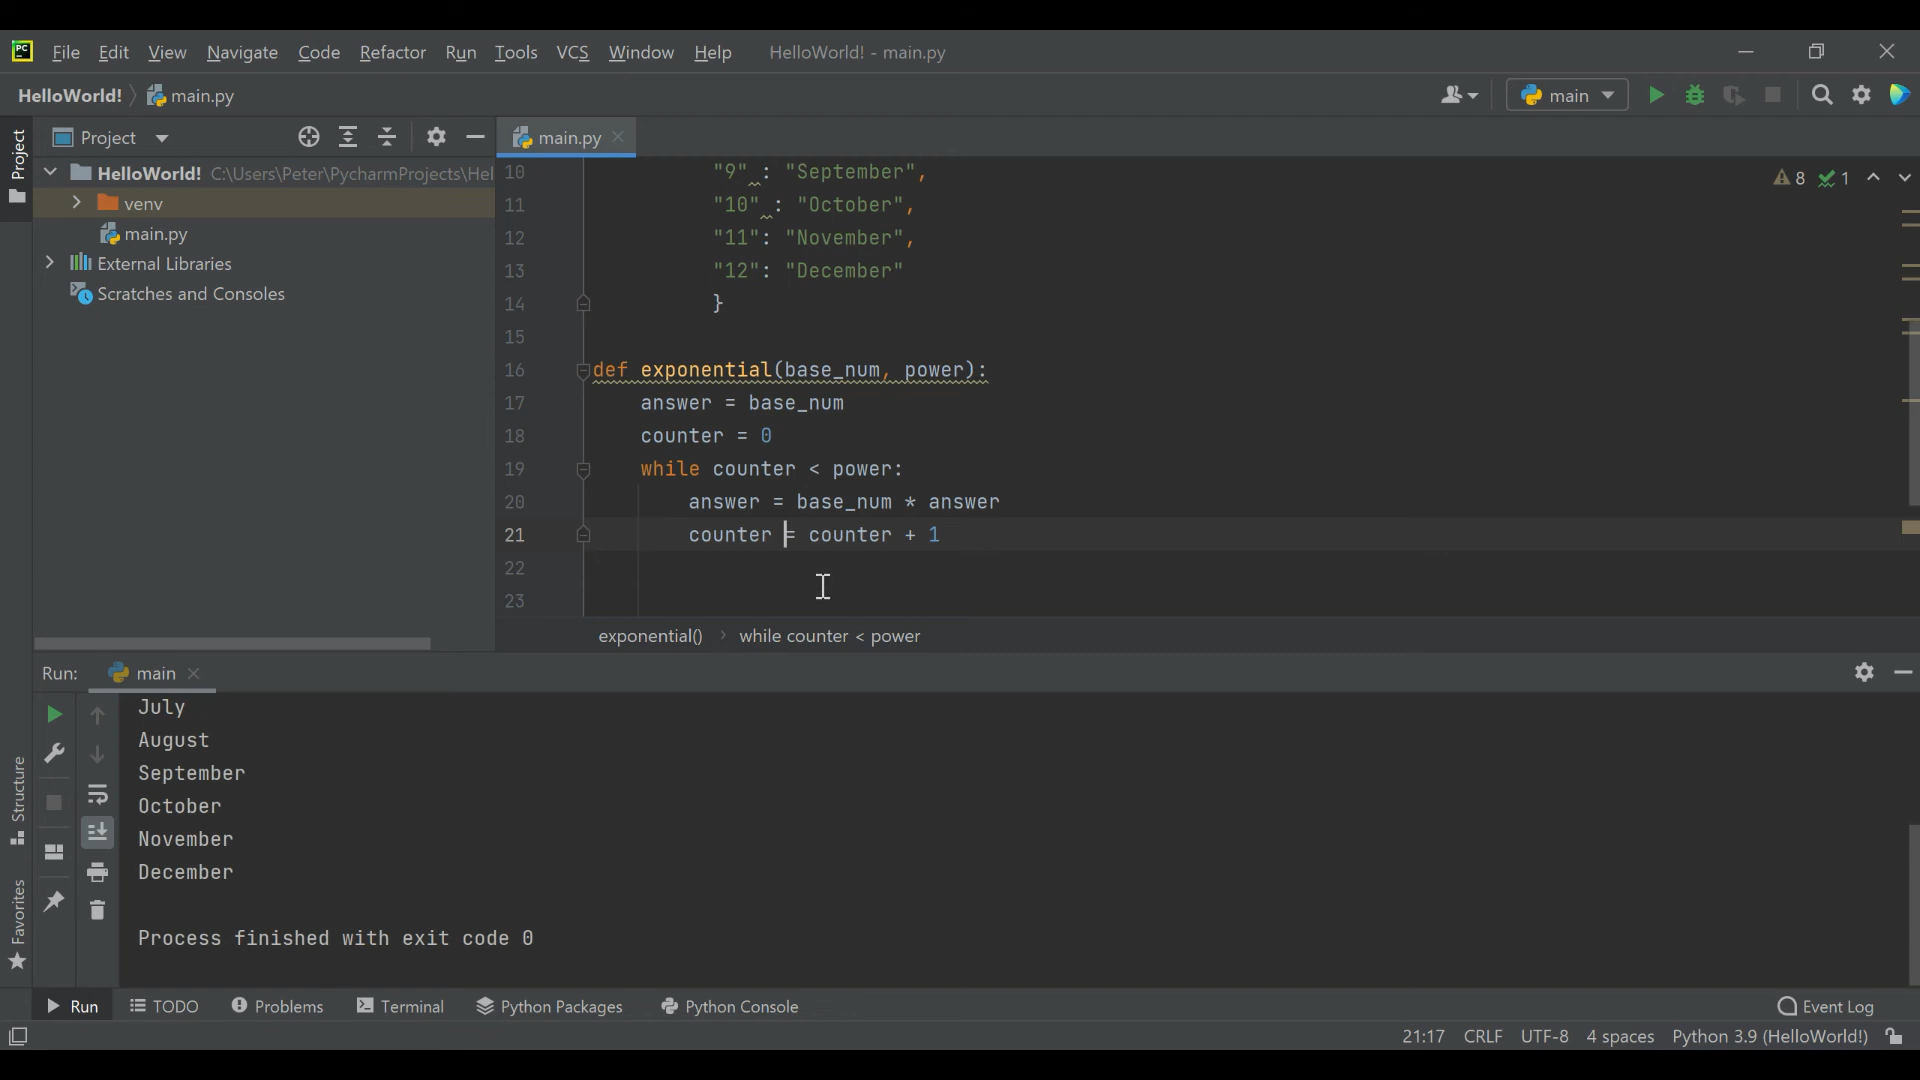 PC File Edit View Navigate Code Refactor Run Tools VCS Window Help HelloWorld! - main.py
HelloWorld! main.py main
Project main.py
Project
HelloWorld! C:\Users\Peter\PycharmProjects\Hel
venv
main.py
External Libraries
Scratches and Consoles
8 1
10 "9" : "September",
11 "10" : "October",
12 "11": "November",
13 "12": "December"
14 }
15
16 def exponential(base_num, power):
17 answer = base_num
18 counter = 0
19 while counter < power:
20 answer = base_num * answer
21 counter = counter + 1
22
23
exponential() › while counter < power
Run: main
July
August
September
October
November
December
Process finished with exit code 0
Structure
Favorites
Run TODO Problems Terminal Python Packages Python Console Event Log
21:17 CRLF UTF-8 4 spaces Python 3.9 (HelloWorld!)